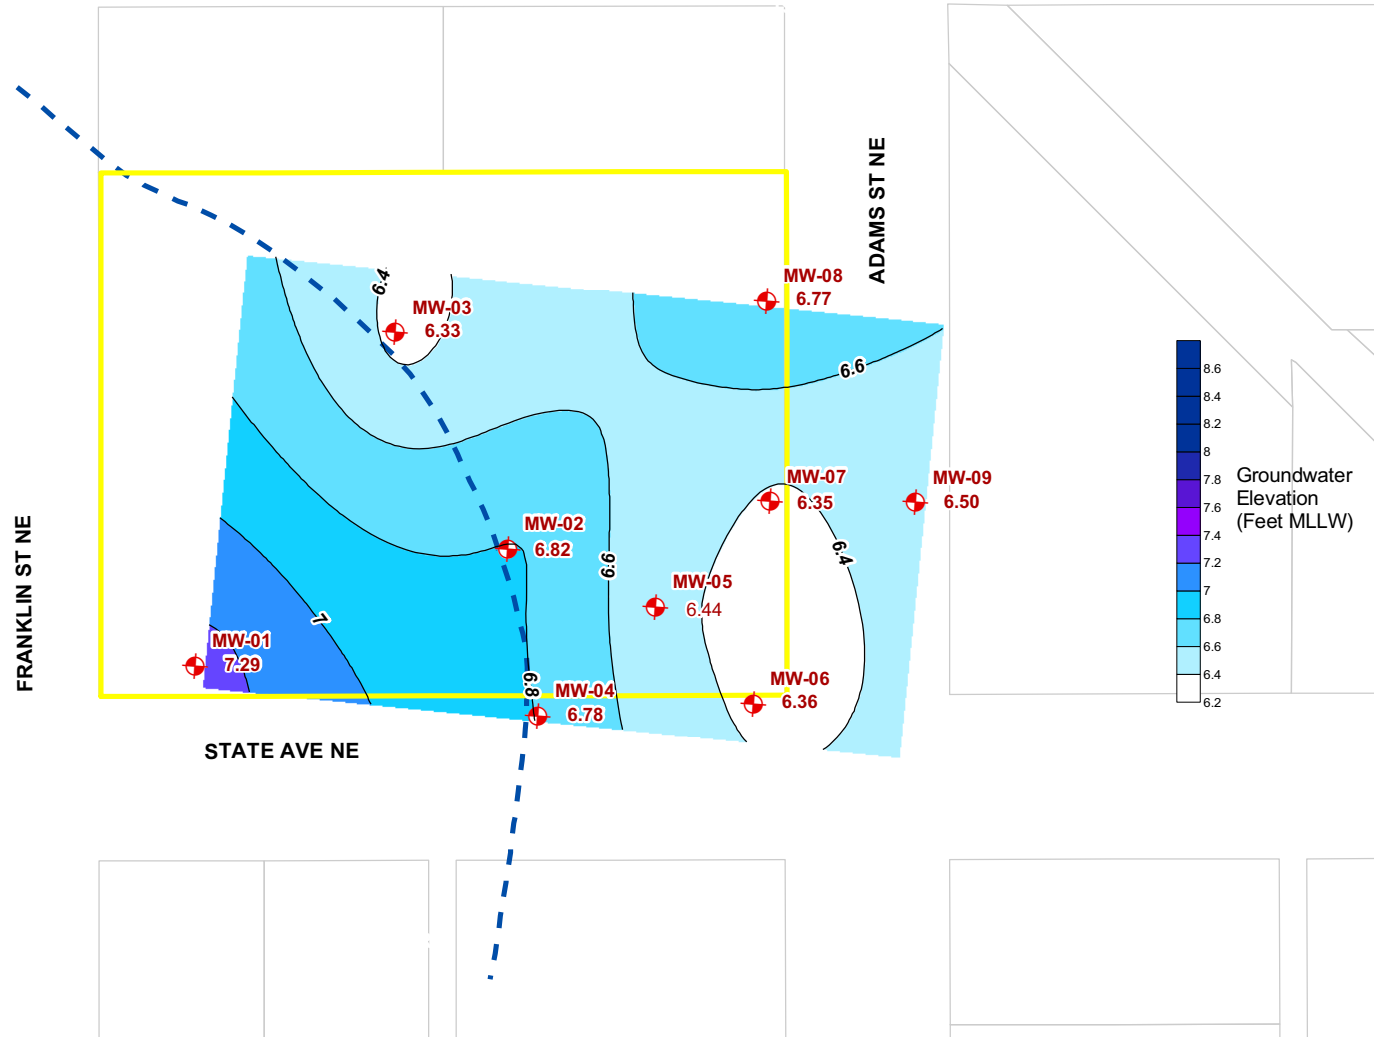 ADAMS ST NE
MW-08
6.77
6.4
MW-03
6.33
6.6
8.6
8.4
8.2
8
7.8
7.6
7.4
7.2
7
6.8
6.6
6.4
6.2
Groundwater
Elevation
(Feet MLLW)
MW-07
6.35
MW-09
6.50
MW-02
6.82
6.6
6.4
MW-05
6.44
FRANKLIN ST NE
7
MW-01
7.29
6.8
MW-04
6.78
MW-06
6.36
STATE AVE NE